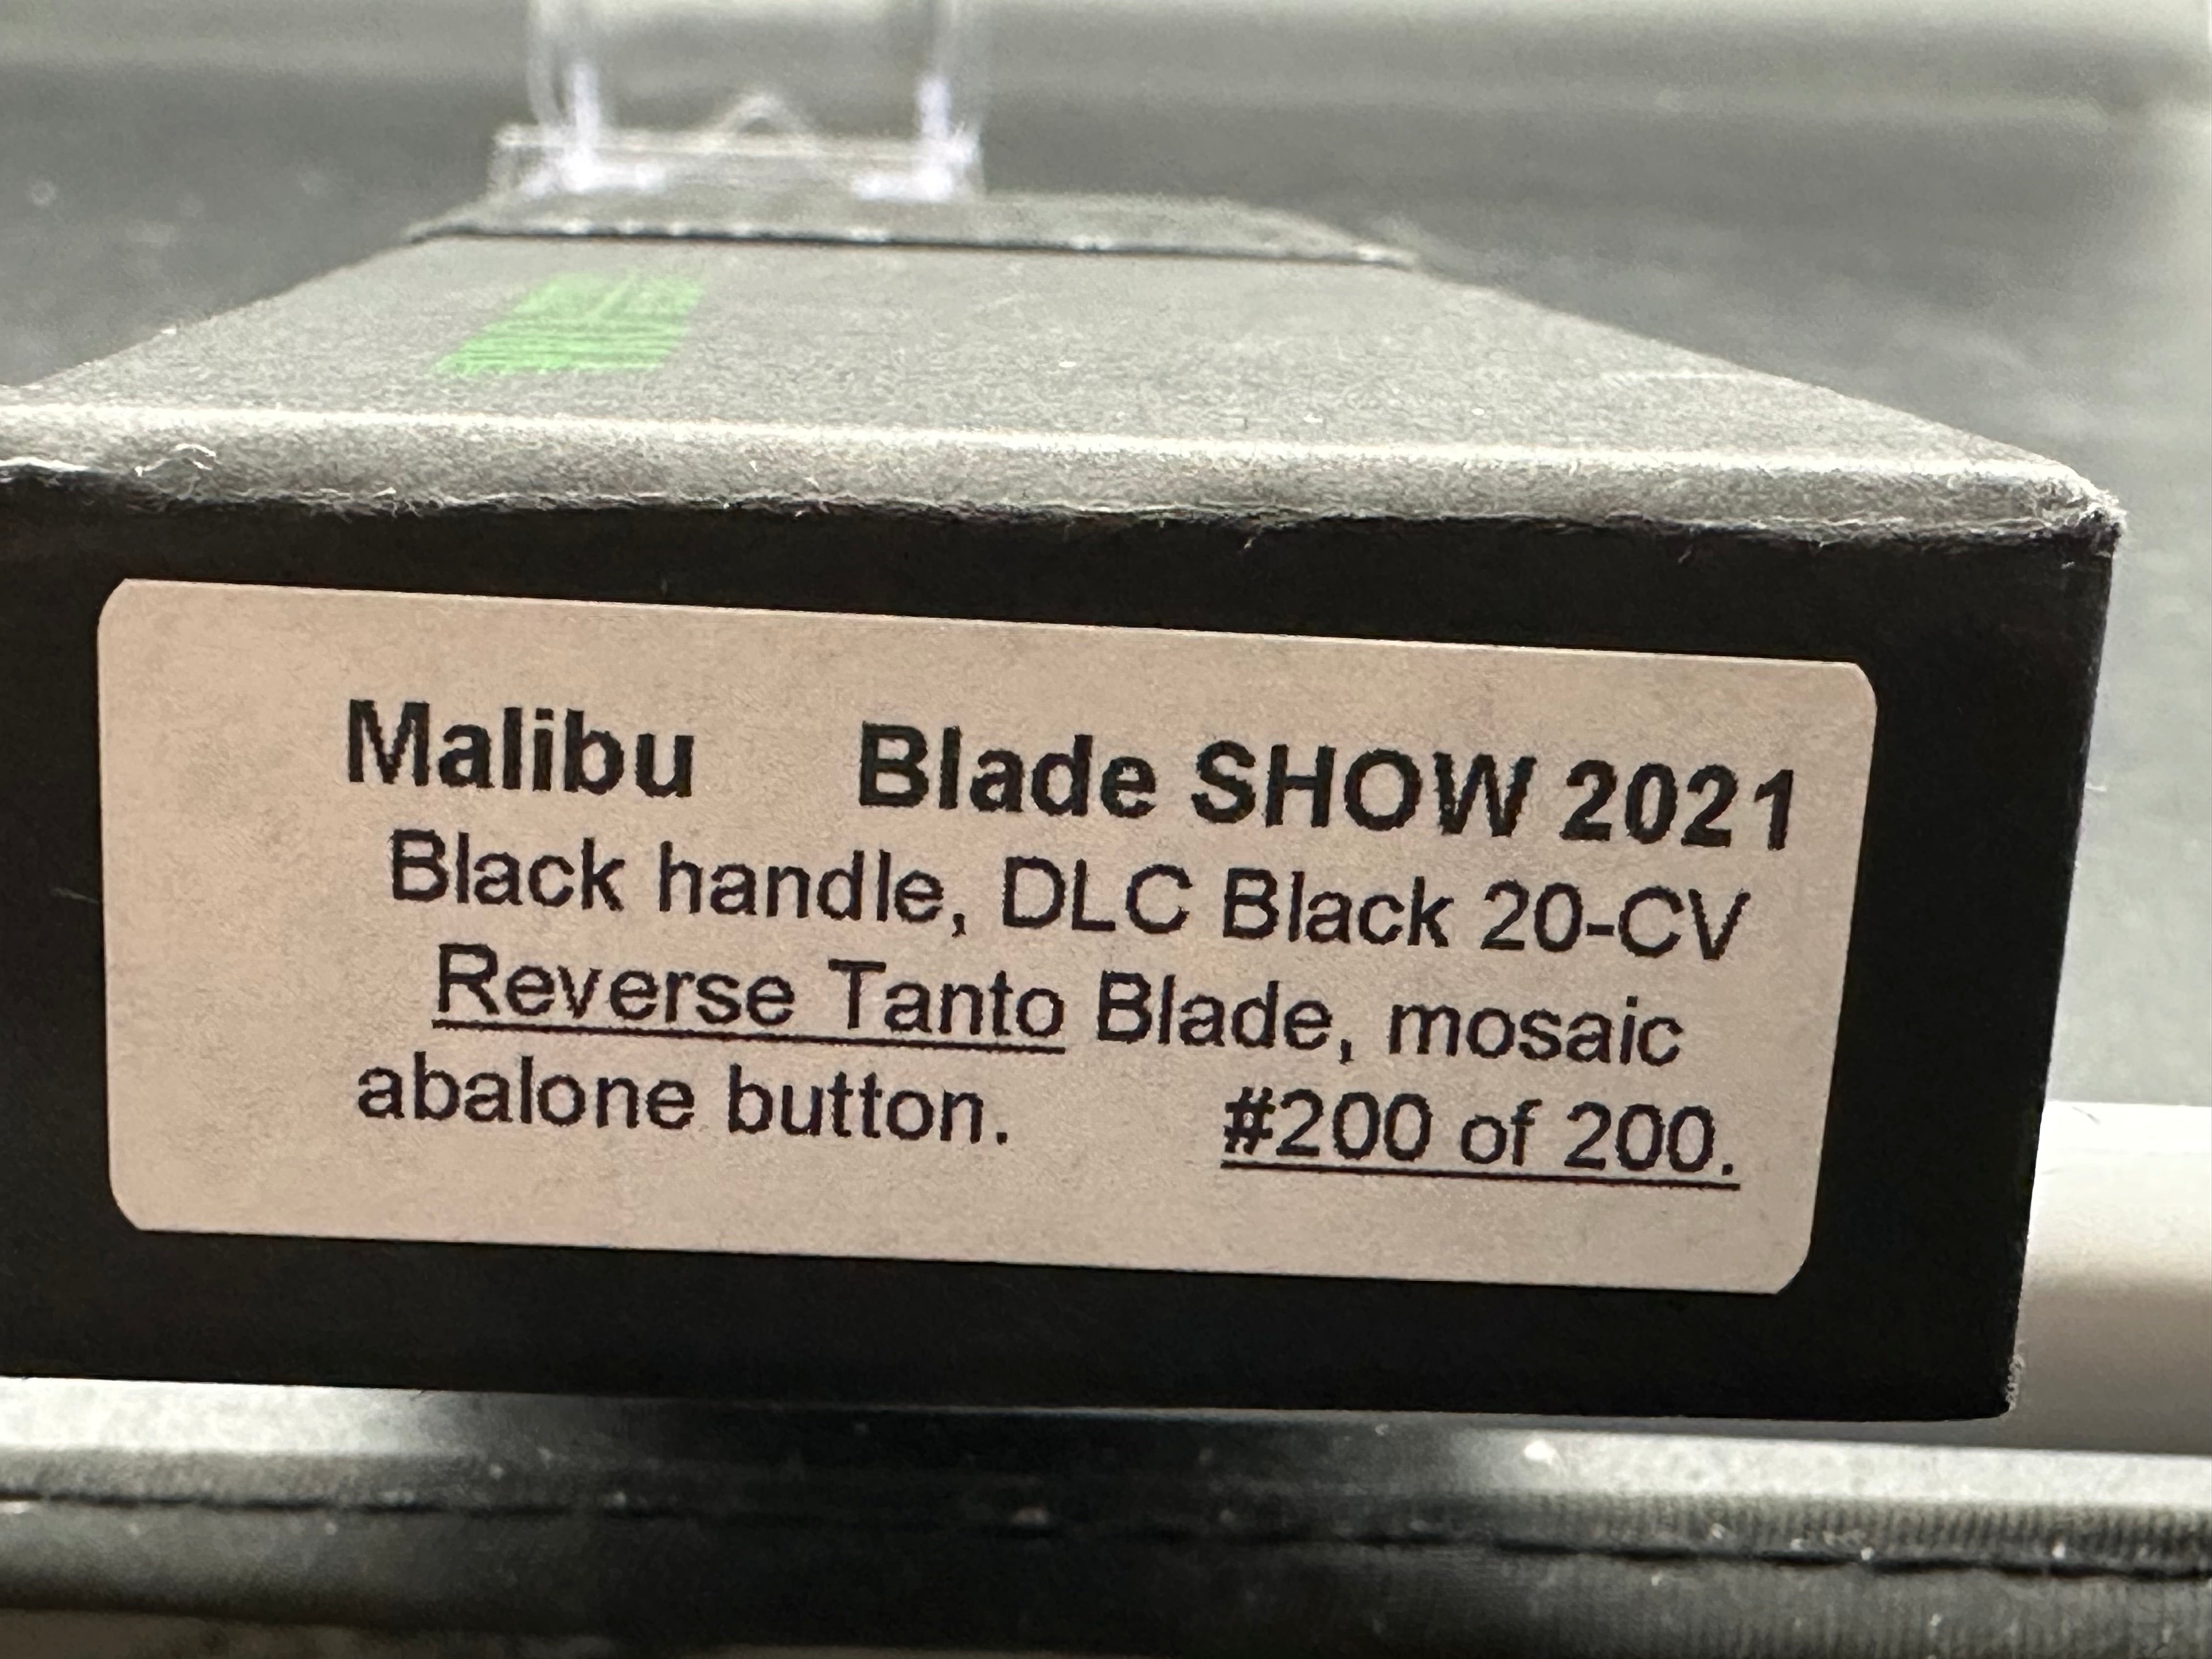 Malibu Blade SHOW 2021
Black handle, DLC Black 20-CV
Reverse Tanto Blade, mosaic
abalone button. #200 of 200.